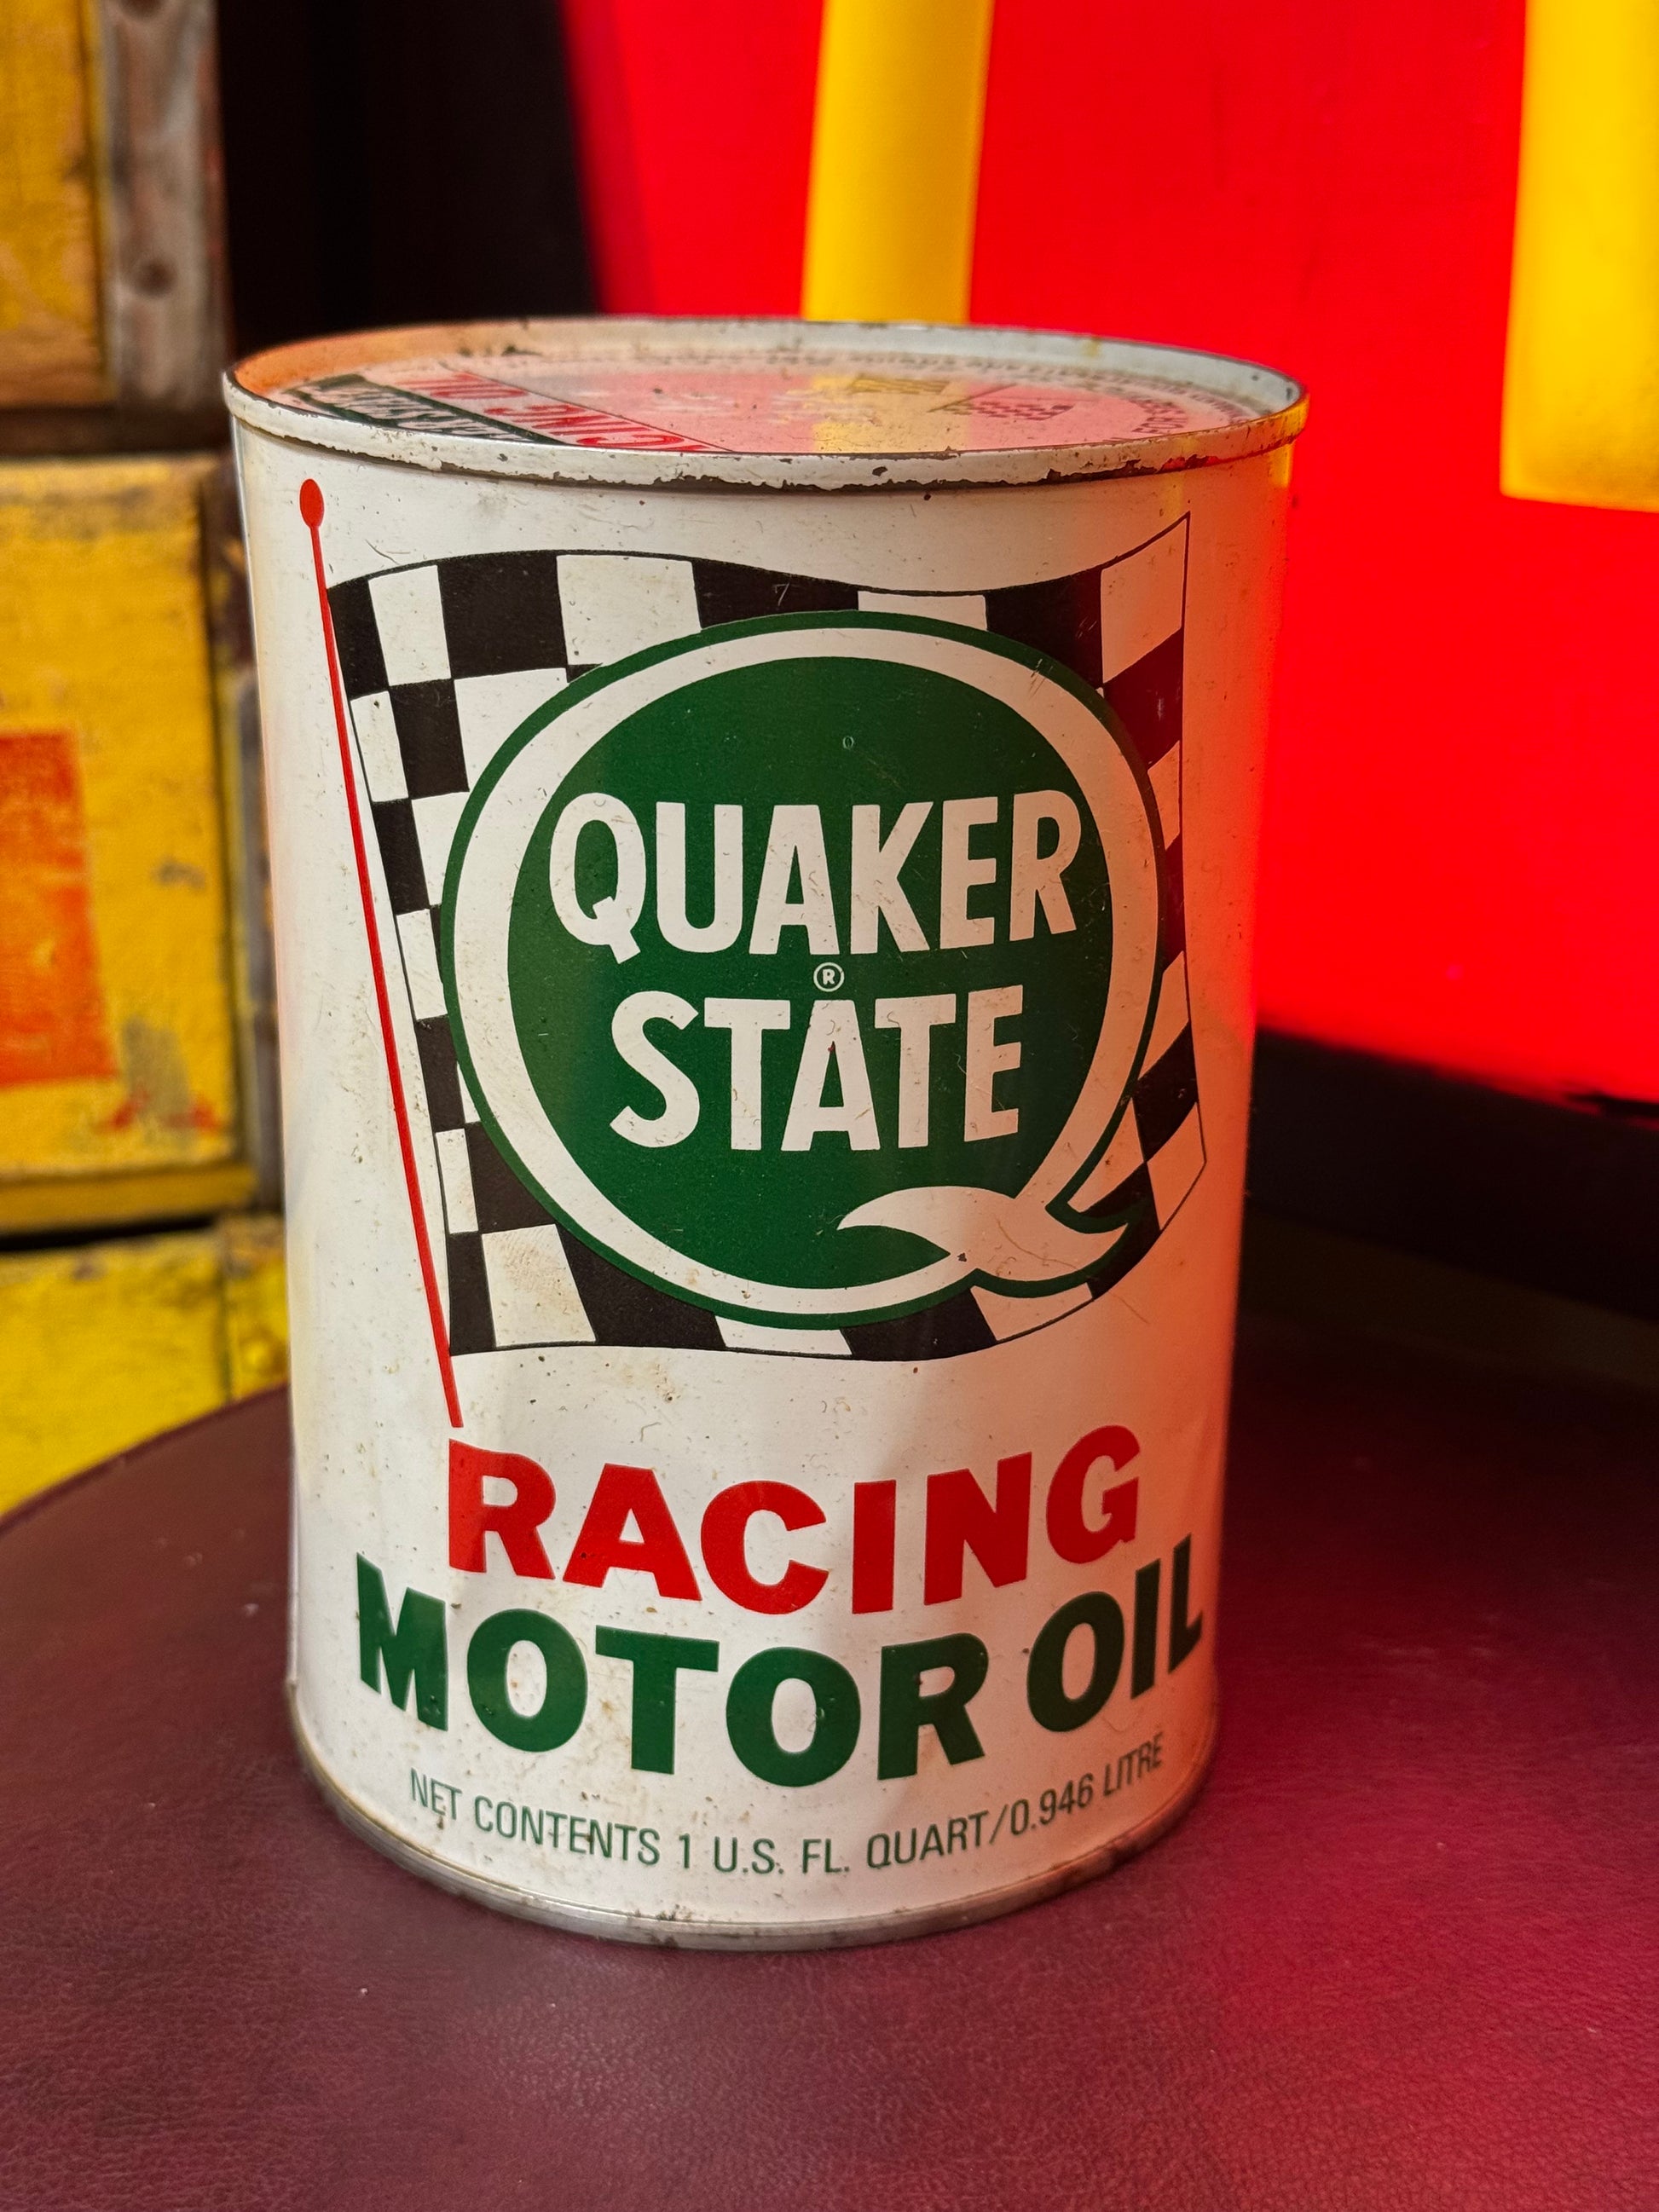 QUAKER
®
STATE
RACING
MOTOR OIL
NET CONTENTS 1 U.S. FL. QUART/0.946 LITRE